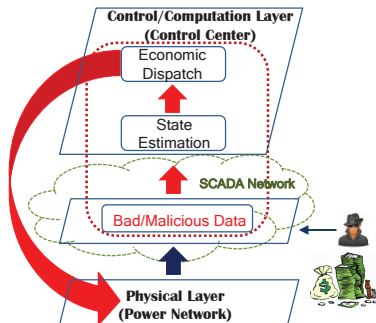 Control/Computation Layer
(Control Center)
Economic
Dispatch
State
Estimation
SCADA Network
Bad/Malicious Data
$
Physical Layer
(Power Network)